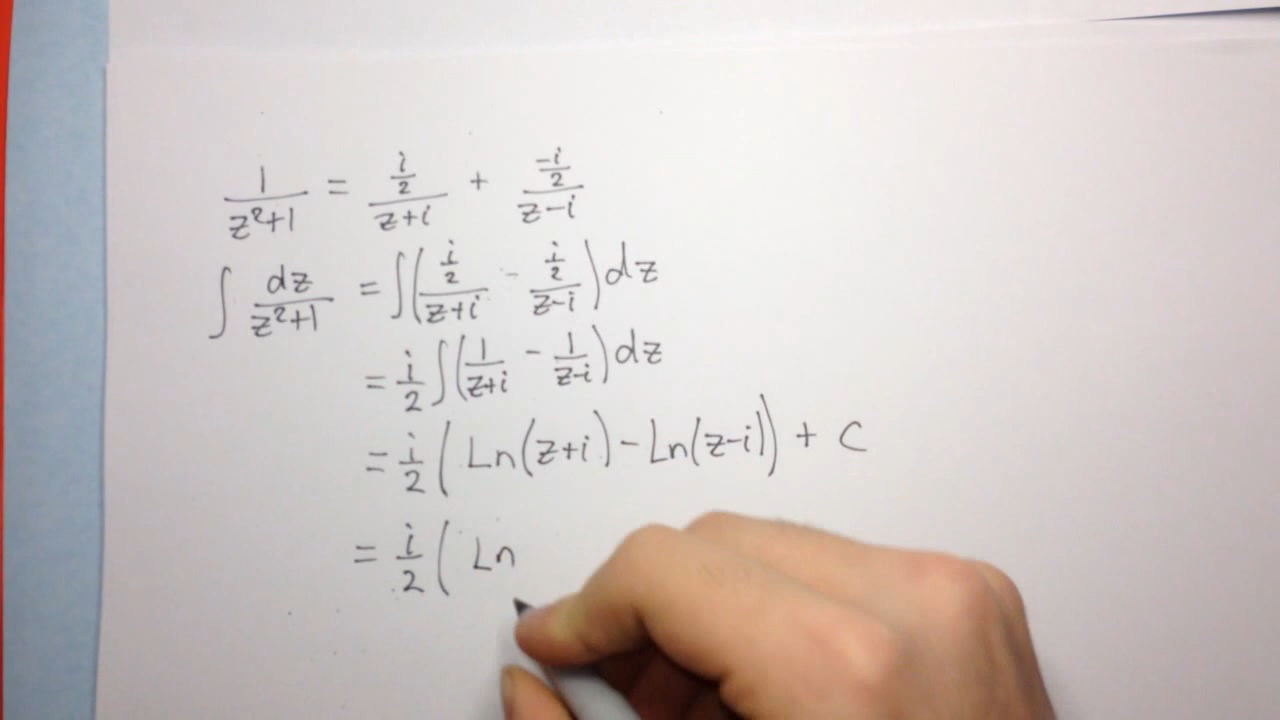 1/(z²+1) = (i/2)/(z+i) + (-i/2)/(z-i)
∫ dz/(z²+1) = ∫((i/2)/(z+i) - (i/2)/(z-i))dz
= i/2 ∫(1/(z+i) - 1/(z-i))dz
= i/2 (Ln(z+i) - Ln(z-i)) + C
= i/2 ( Ln